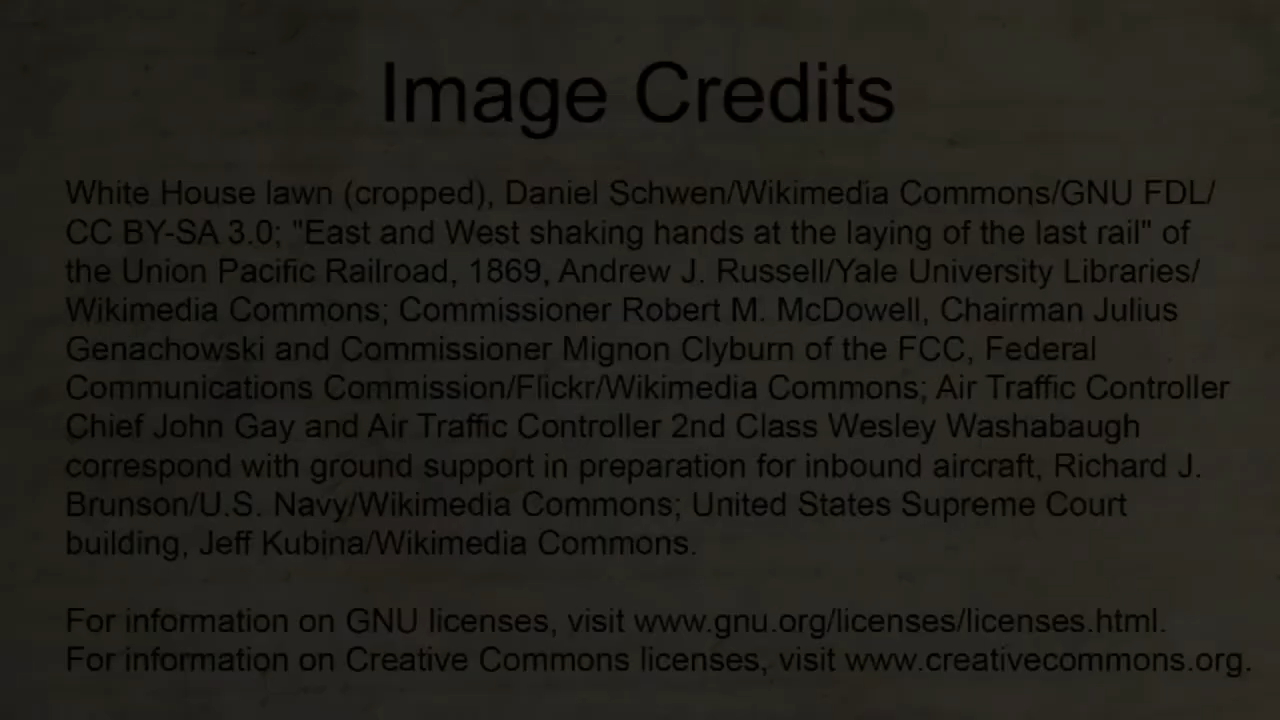 Image Credits
White House lawn (cropped), Daniel Schwen/Wikimedia Commons/GNU FDL/
CC BY-SA 3.0; "East and West shaking hands at the laying of the last rail" of
the Union Pacific Railroad, 1869, Andrew J. Russell/Yale University Libraries/
Wikimedia Commons; Commissioner Robert M. McDowell, Chairman Julius
Genachowski and Commissioner Mignon Clyburn of the FCC, Federal
Communications Commission/Flickr/Wikimedia Commons; Air Traffic Controller
Chief John Gay and Air Traffic Controller 2nd Class Wesley Washabaugh
correspond with ground support in preparation for inbound aircraft, Richard J.
Brunson/U.S. Navy/Wikimedia Commons; United States Supreme Court
building, Jeff Kubina/Wikimedia Commons.
For information on GNU licenses, visit www.gnu.org/licenses/licenses.html.
For information on Creative Commons licenses, visit www.creativecommons.org.